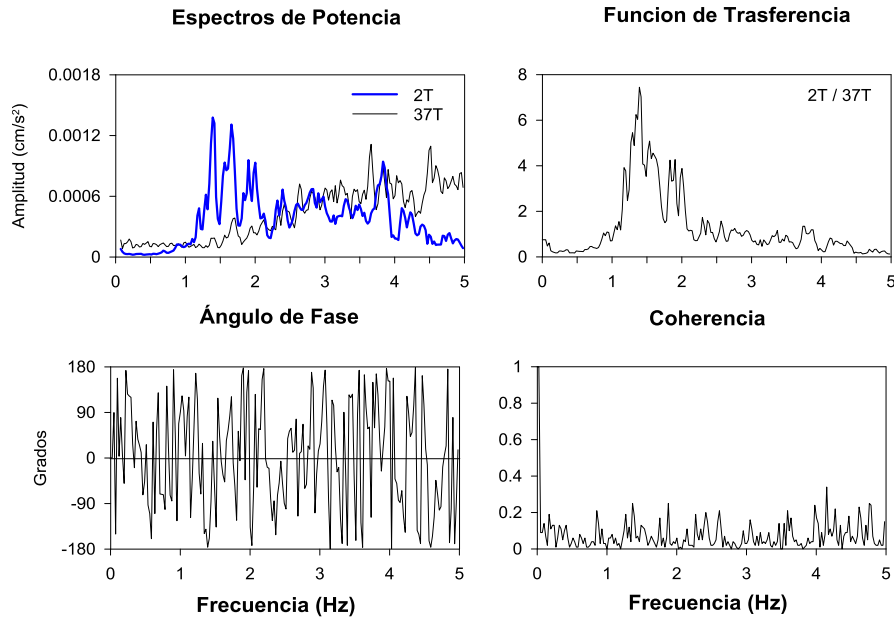 Espectros de Potencia
Amplitud (cm/s²)
0.0018
0.0012
0.0006
0
2T
37T
0 1 2 3 4 5
Funcion de Trasferencia
8
6
4
2
0
2T / 37T
0 1 2 3 4 5
Ángulo de Fase
Grados
180
90
0
-90
-180
0 1 2 3 4 5
Frecuencia (Hz)
Coherencia
1
0.8
0.6
0.4
0.2
0
0 1 2 3 4 5
Frecuencia (Hz)